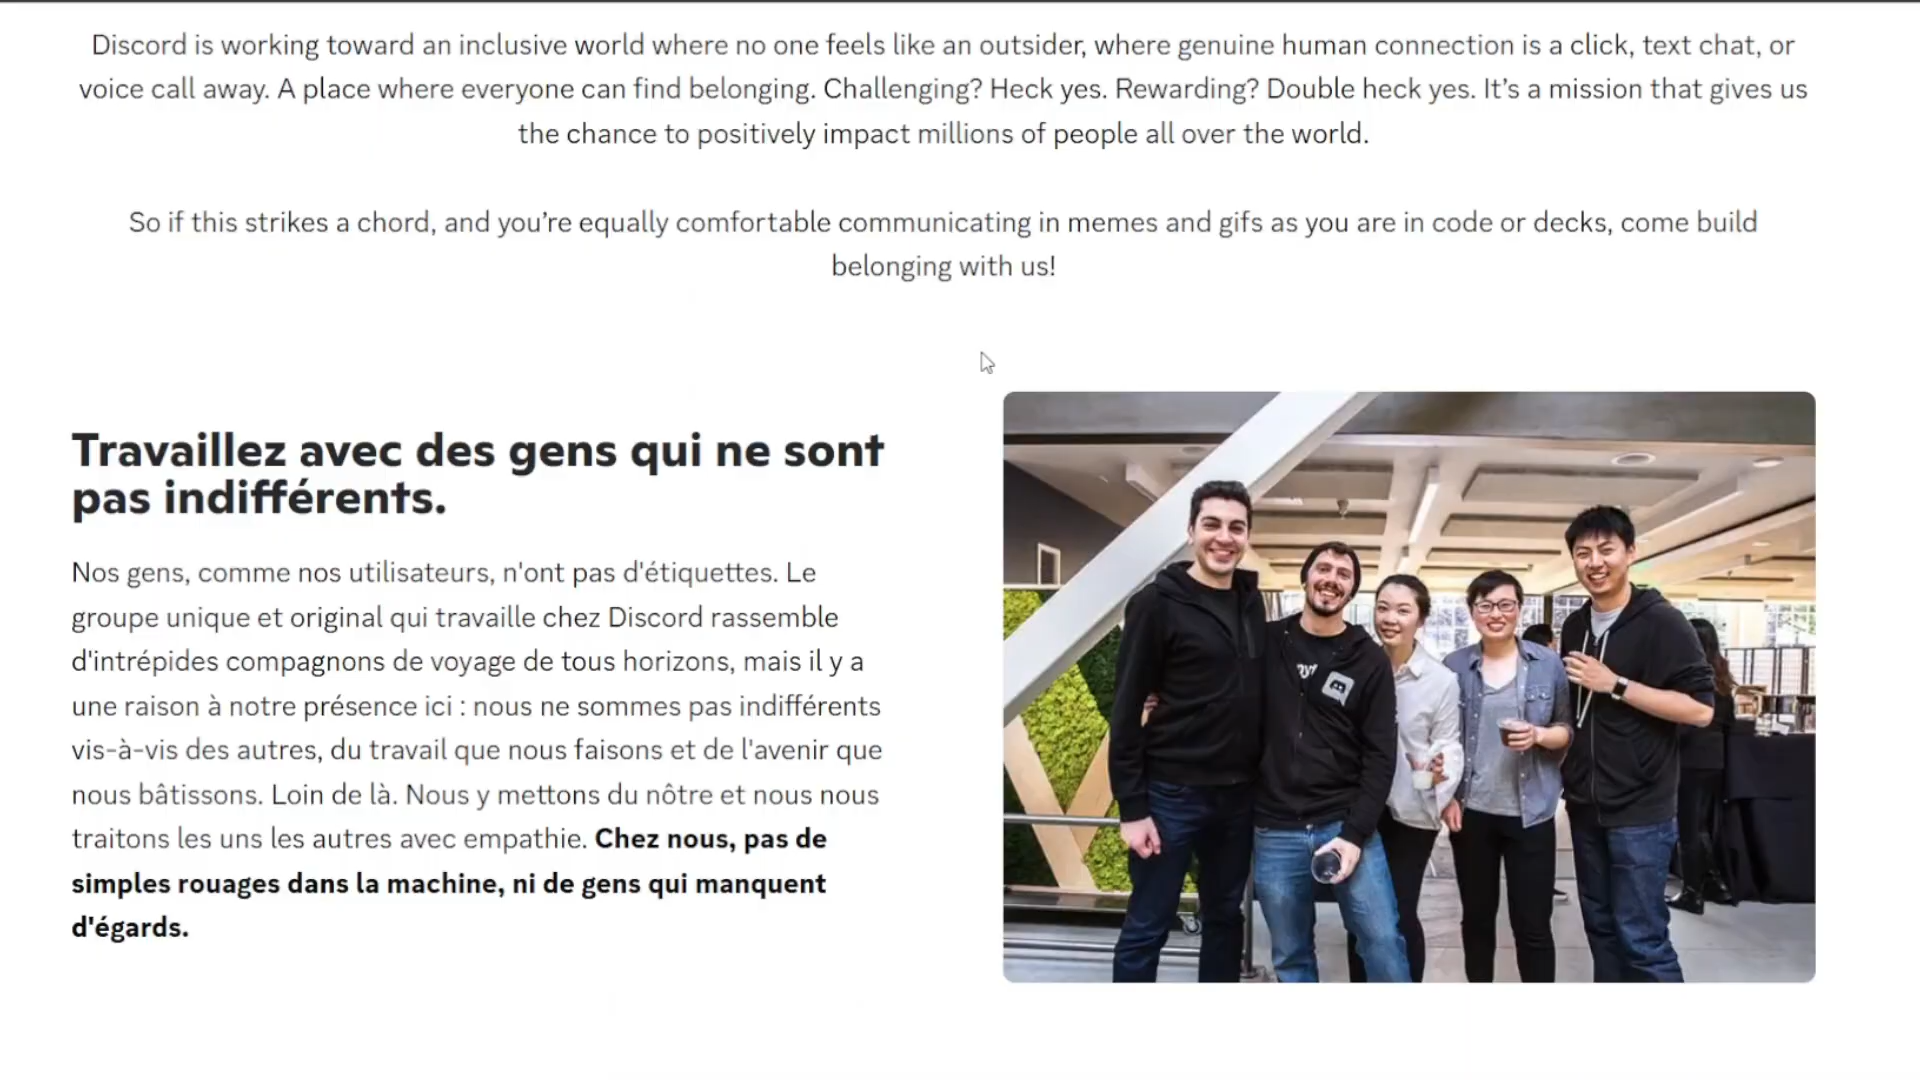 Discord is working toward an inclusive world where no one feels like an outsider, where genuine human connection is a click, text chat, or
voice call away. A place where everyone can find belonging. Challenging? Heck yes. Rewarding? Double heck yes. It’s a mission that gives us
the chance to positively impact millions of people all over the world.
So if this strikes a chord, and you’re equally comfortable communicating in memes and gifs as you are in code or decks, come build
belonging with us!
Travaillez avec des gens qui ne sont
pas indifférents.
Nos gens, comme nos utilisateurs, n'ont pas d'étiquettes. Le
groupe unique et original qui travaille chez Discord rassemble
d'intrépides compagnons de voyage de tous horizons, mais il y a
une raison à notre présence ici : nous ne sommes pas indifférents
vis-à-vis des autres, du travail que nous faisons et de l'avenir que
nous bâtissons. Loin de là. Nous y mettons du nôtre et nous nous
traitons les uns les autres avec empathie. Chez nous, pas de
simples rouages dans la machine, ni de gens qui manquent
d'égards.